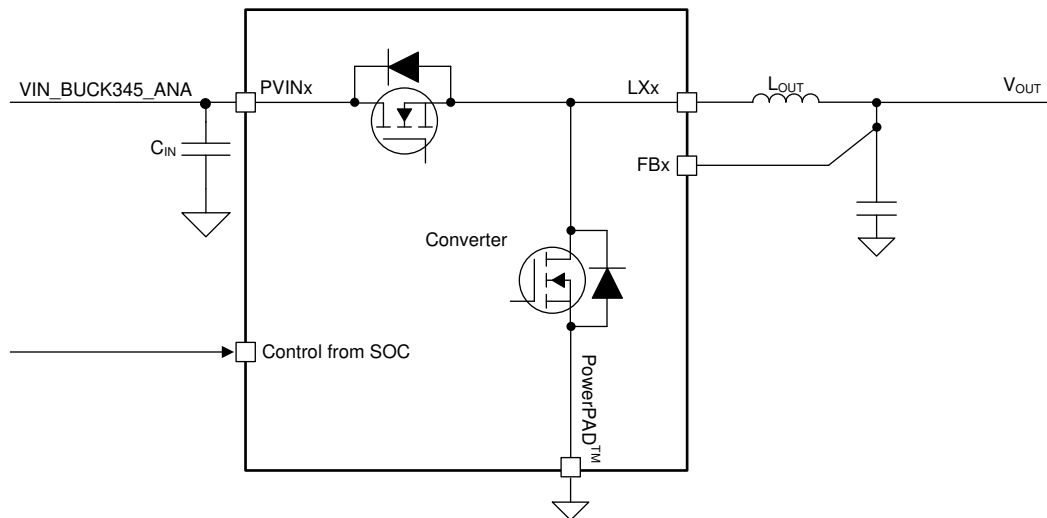 VIN_BUCK345_ANA
PVINx
LXx
LOUT
VOUT
CIN
FBx
Converter
Control from SOC
PowerPAD™